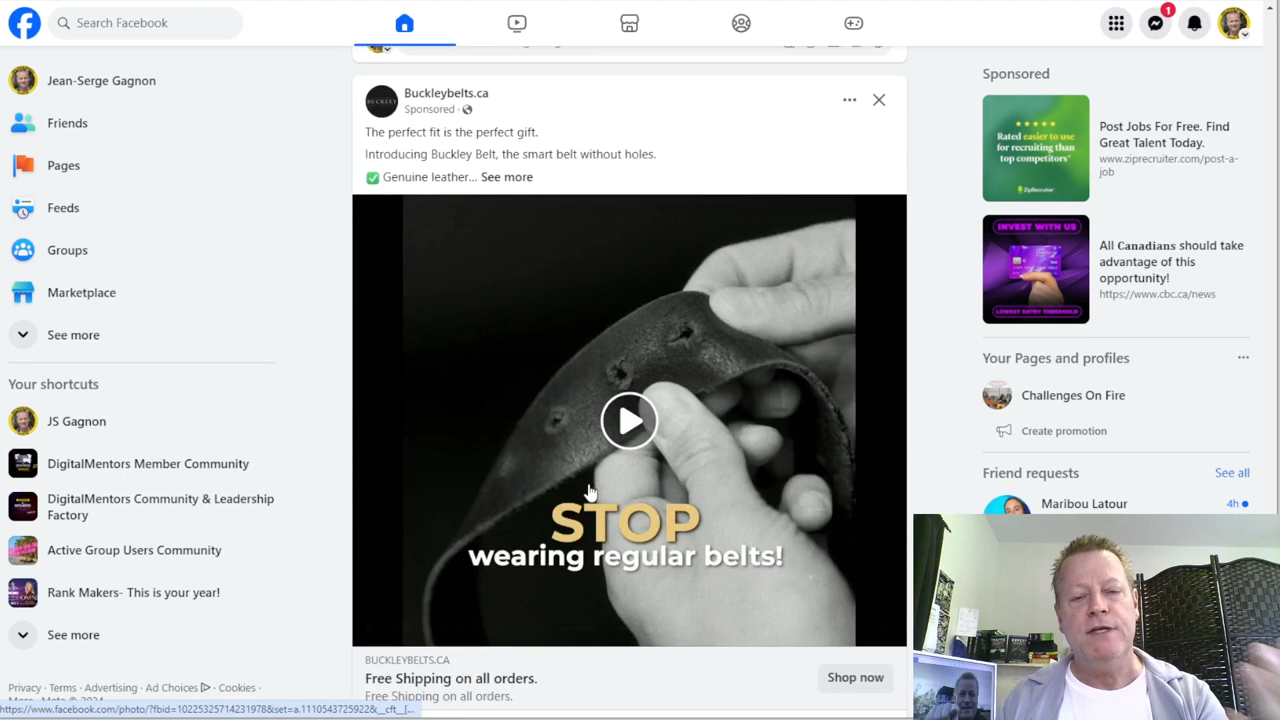 Search Facebook
1
Jean-Serge Gagnon
Friends
Pages
Feeds
Groups
Marketplace
See more
Your shortcuts
JS Gagnon
DigitalMentors Member Community
DigitalMentors Community & Leadership
Factory
Active Group Users Community
Rank Makers- This is your year!
See more
Privacy · Terms · Advertising · Ad Choices · Cookies ·
https://www.facebook.com/photo/?fbid=10225325714231978&set=a.1110543725922&__cft__[...
BUCKLEY
Buckleybelts.ca
Sponsored ·
The perfect fit is the perfect gift.
Introducing Buckley Belt, the smart belt without holes.
✅ Genuine leather... See more
STOP
wearing regular belts!
BUCKLEYBELTS.CA
Free Shipping on all orders.
Free Shipping on all orders.
Shop now
Sponsored
Rated easier to use
for recruiting than
top competitors*
ZipRecruiter
Post Jobs For Free. Find
Great Talent Today.
www.ziprecruiter.com/post-a-
job
INVEST WITH US
LOWEST ENTRY THRESHOLD
All Canadians should take
advantage of this
opportunity!
https://www.cbc.ca/news
Your Pages and profiles
Challenges On Fire
Create promotion
Friend requests
See all
Maribou Latour
4h